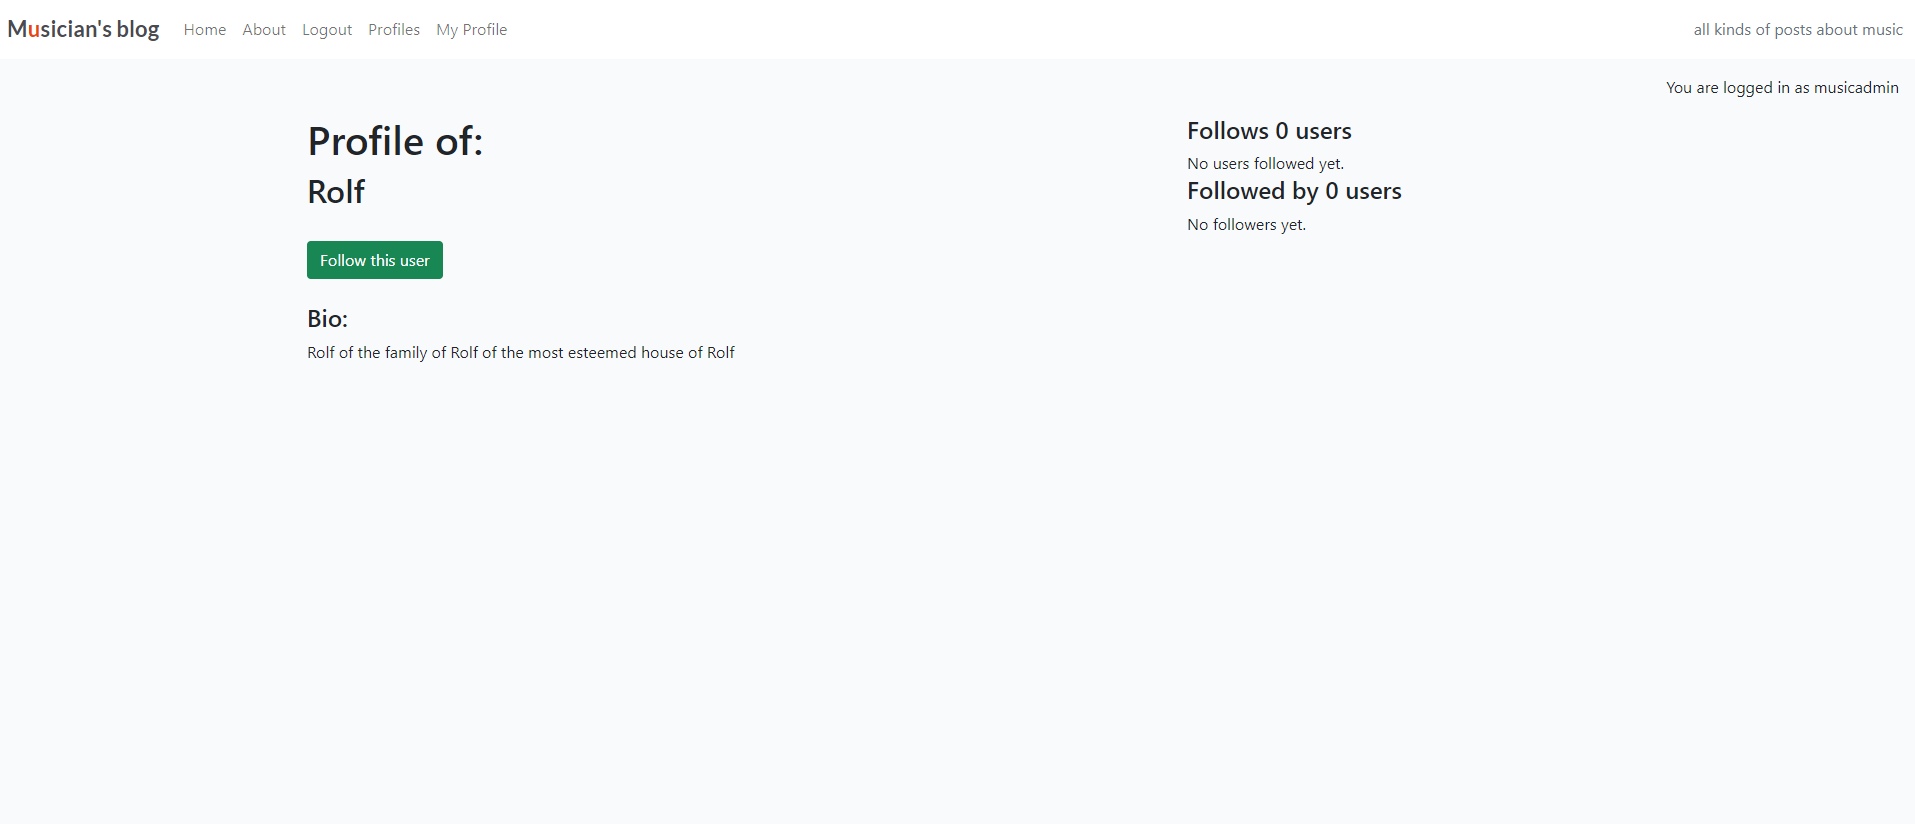 Musician's blog Home About Logout Profiles My Profile all kinds of posts about music
You are logged in as musicadmin
Profile of:
Rolf
Follow this user
Bio:
Rolf of the family of Rolf of the most esteemed house of Rolf
Follows 0 users
No users followed yet.
Followed by 0 users
No followers yet.